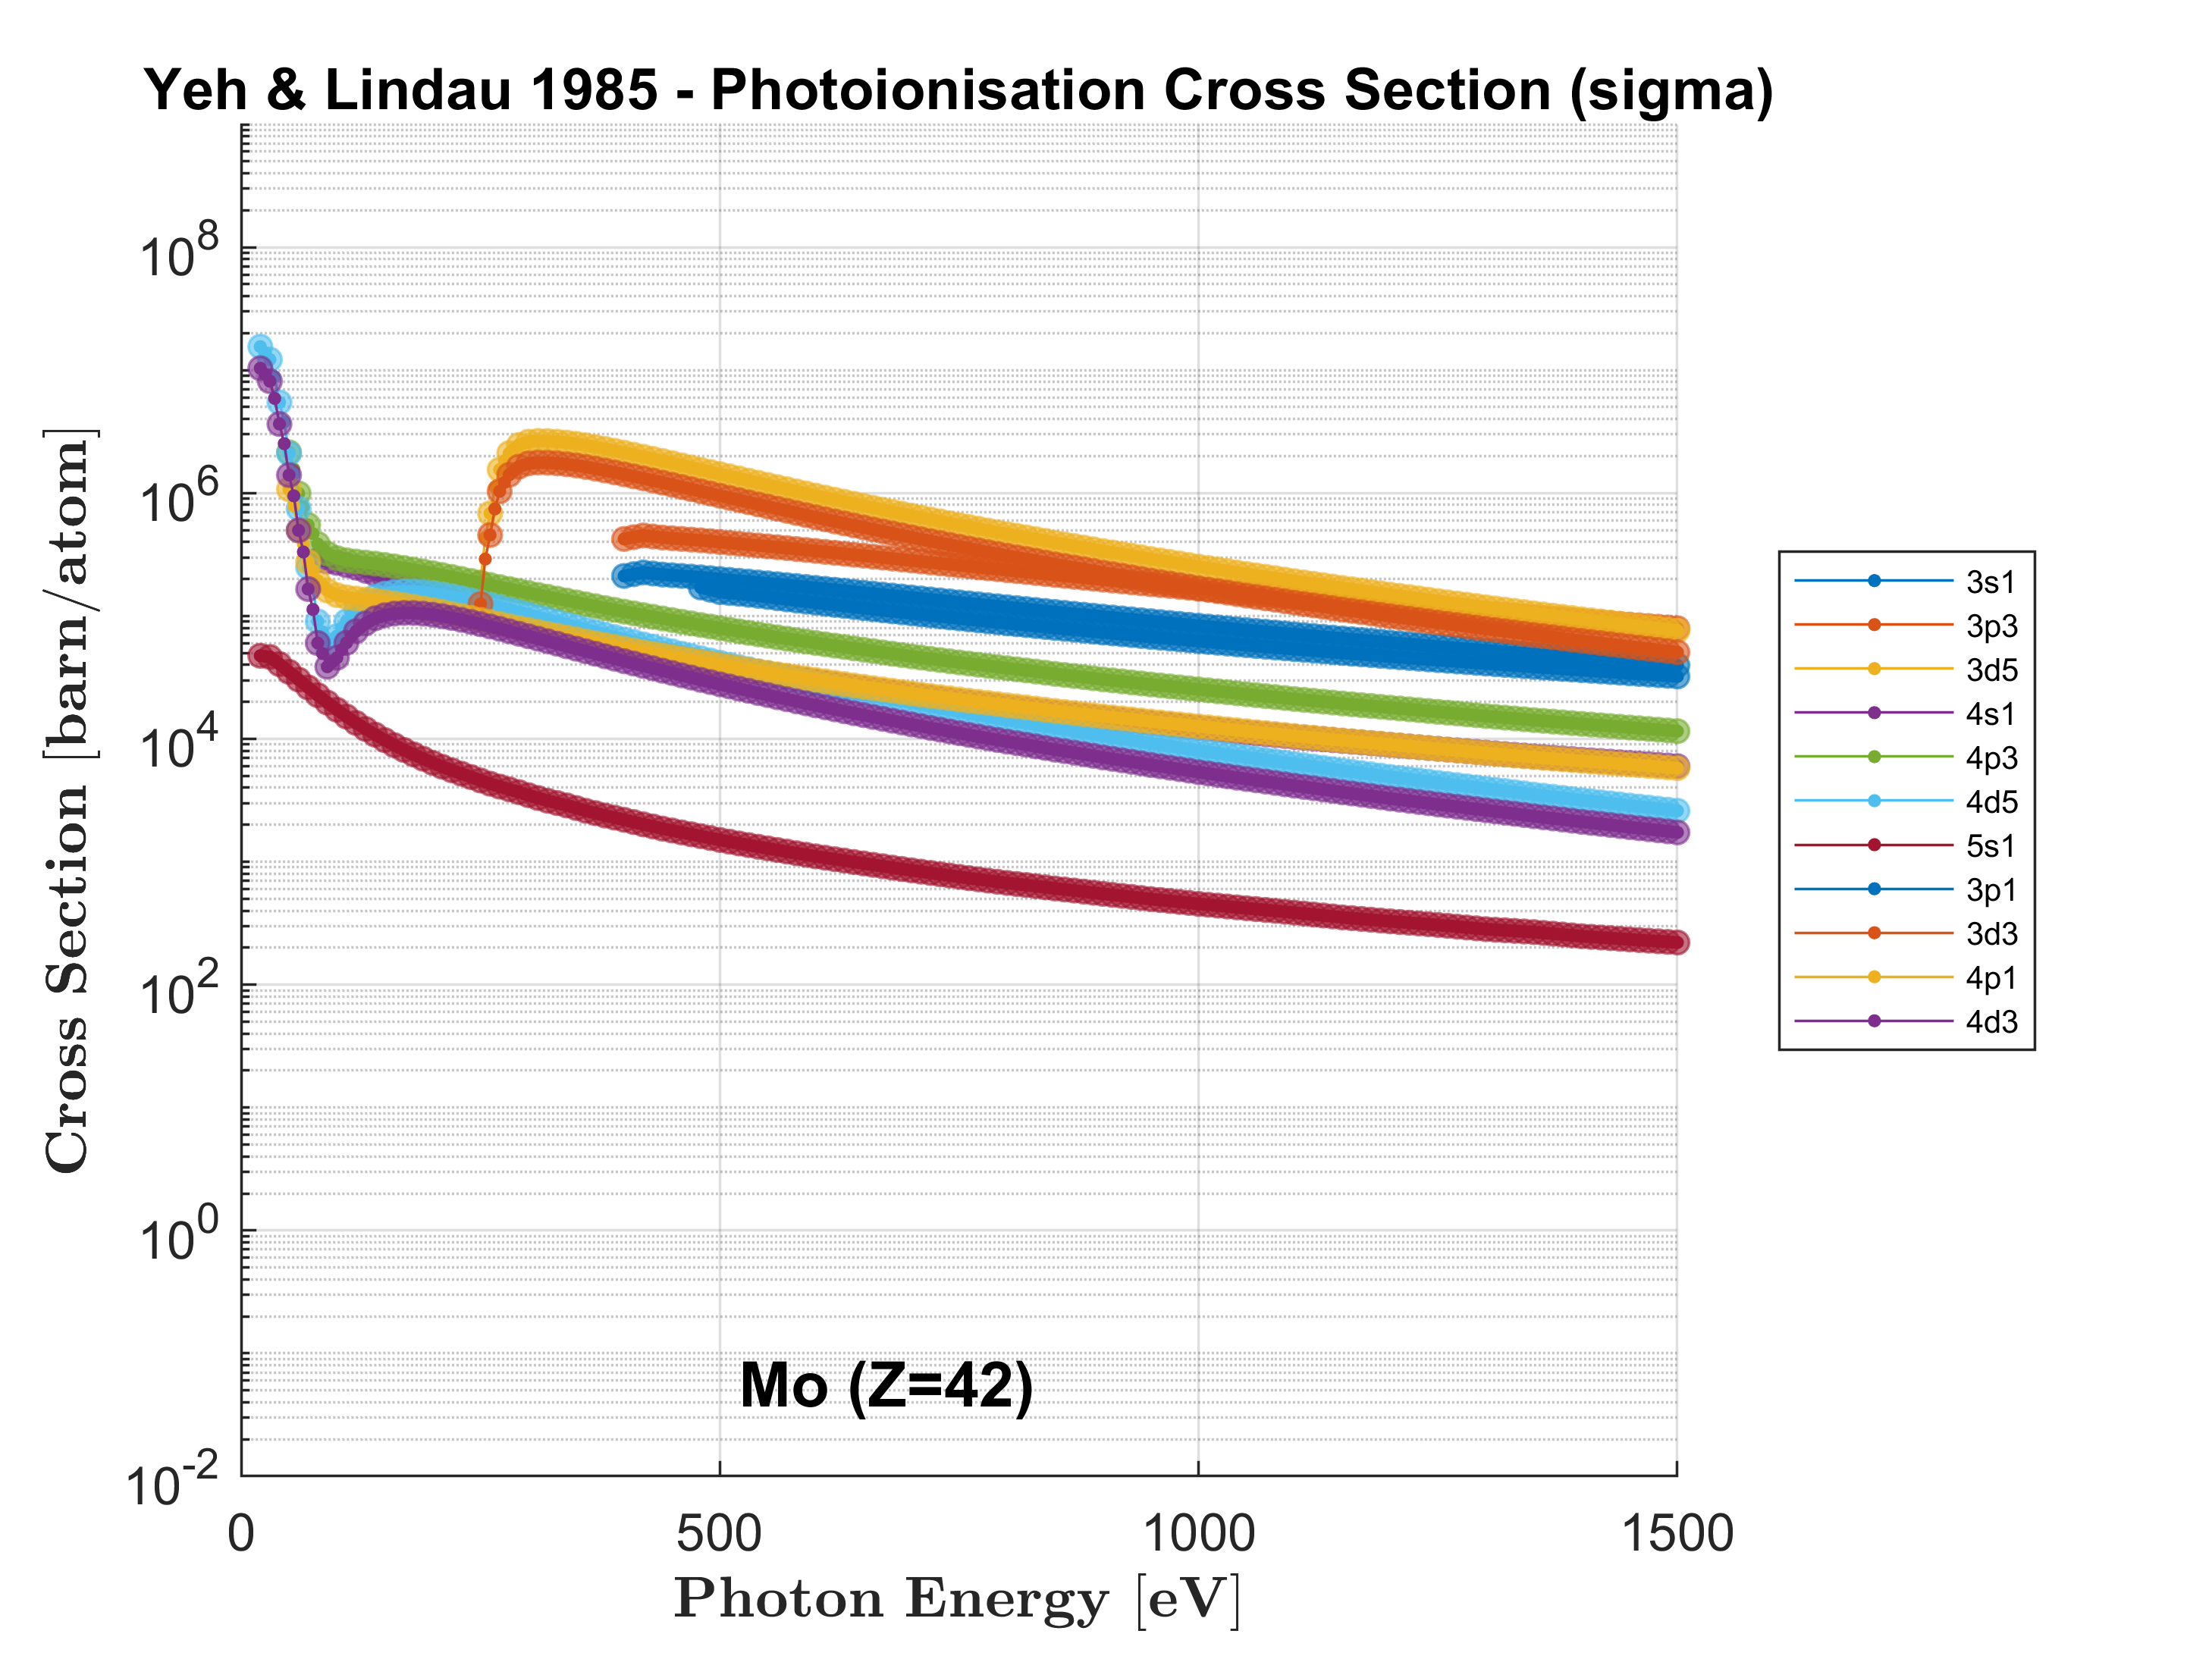 Yeh & Lindau 1985 - Photoionisation Cross Section (sigma)
Cross Section [barn/atom]
10^8
10^6
10^4
10^2
10^0
10^-2
0 500 1000 1500
Photon Energy [eV]
Mo (Z=42)
3s1
3p3
3d5
4s1
4p3
4d5
5s1
3p1
3d3
4p1
4d3